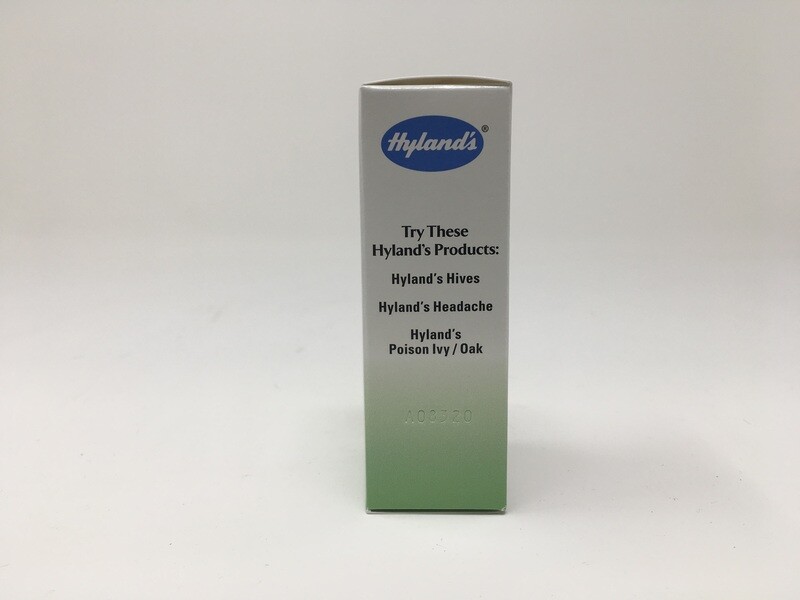 Hyland's®
Try These
Hyland's Products:
Hyland's Hives
Hyland's Headache
Hyland's
Poison Ivy / Oak